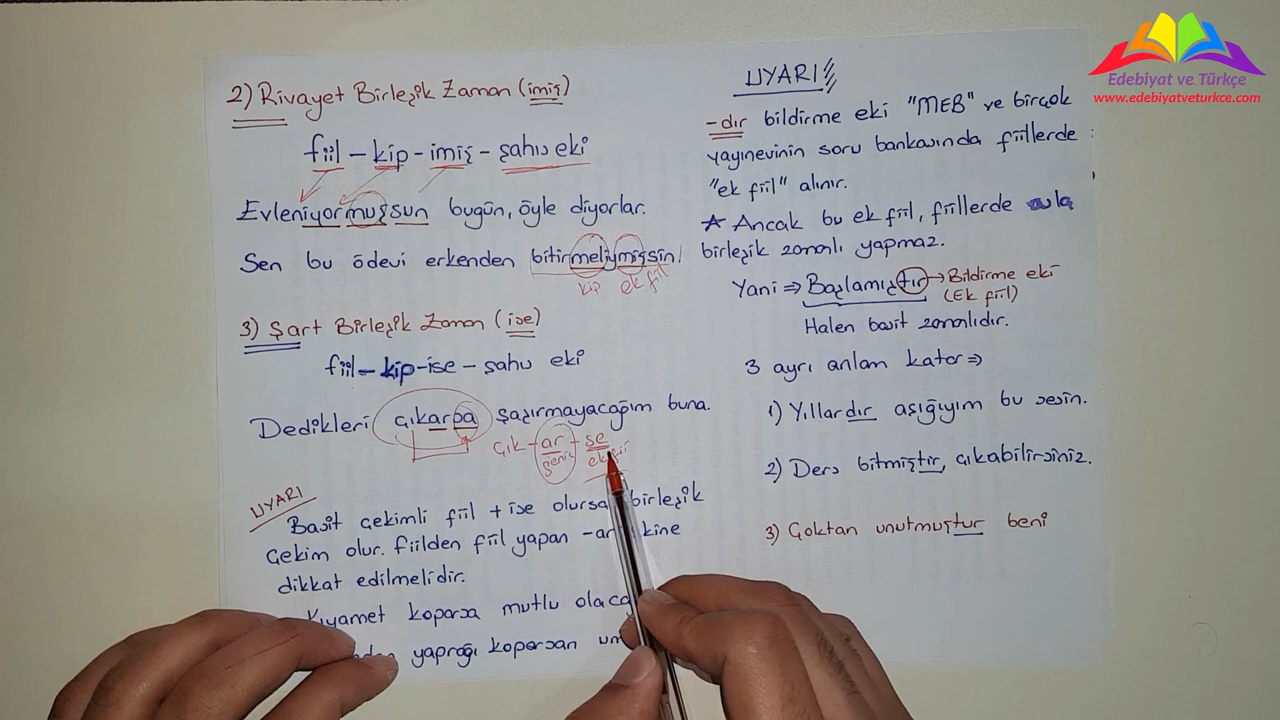 2) Rivayet Birleşik Zaman (imiş)
fiil - kip - imiş - şahıs eki
Evleniyormuşsun bugün, öyle diyorlar.
Sen bu ödevi erkenden bitirmeliymişsin!
kip ek fiil
3) Şart Birleşik Zaman (ise)
fiil - kip - ise - şahıs eki
Dedikleri çıkarsa şaşırmayacağım buna.
çık - ar - se
geniş ek fiil
UYARI
Basit çekimli fiil + ise olursa birleşik
çekim olur. Fiilden fiil yapan -ar
dikkat edilmelidir.
Kıyamet koparsa mutlu
yaprağı koparsan
UYARI
-dır bildirme eki "MEB" ve birçok
yayınevinin soru bankasında fiillerde
"ek fiil" alınır.
* Ancak bu ek fiil, fiillerde asla
birleşik zamanlı yapmaz.
Yani ⇒ Başlamıştır → Bildirme eki
(Ek fiil)
Halen basit zamanlıdır.
3 ayrı anlam katar ⇒
1) Yıllardır aşığıyım bu sesin.
2) Ders bitmiştir, çıkabilirsiniz.
3) Çoktan unutmuştur beni
Edebiyat ve Türkçe
www.edebiyatveturkce.com